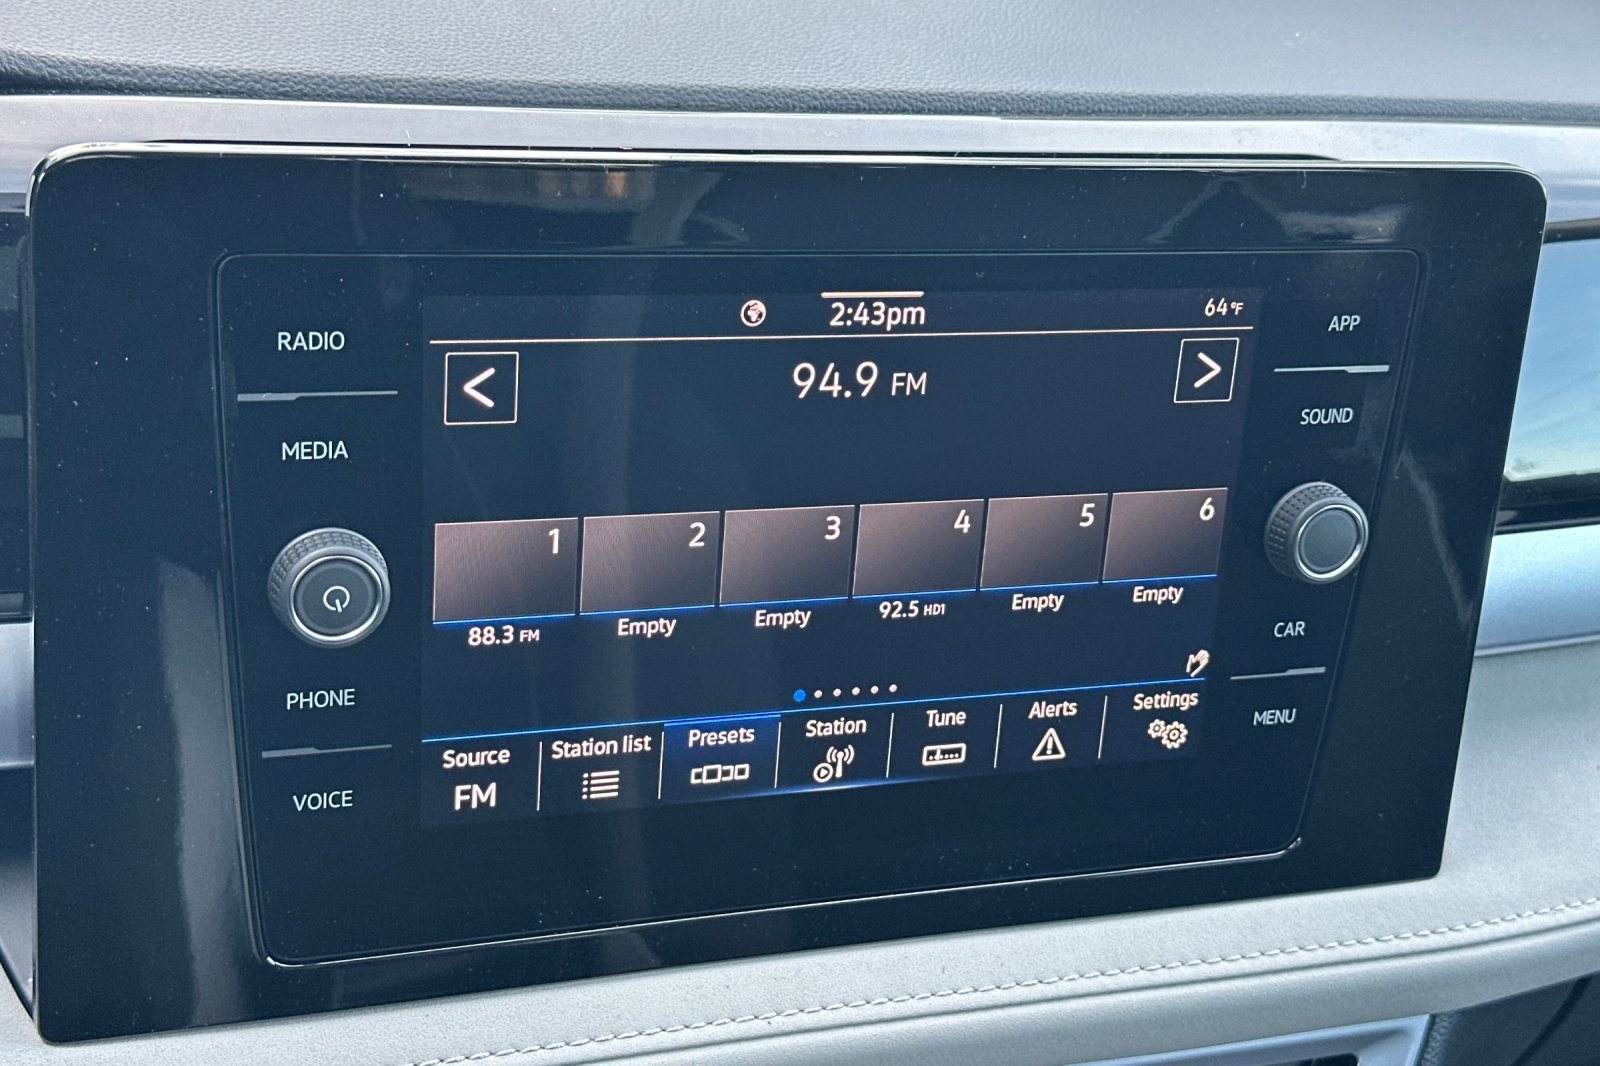 RADIO
MEDIA
PHONE
VOICE
2:43pm
64°F
<
94.9 FM
>
1
2
3
4
5
6
88.3 FM
Empty
Empty
92.5 HD1
Empty
Empty
Source
FM
Station list
Presets
Station
Tune
Alerts
Settings
APP
SOUND
CAR
MENU